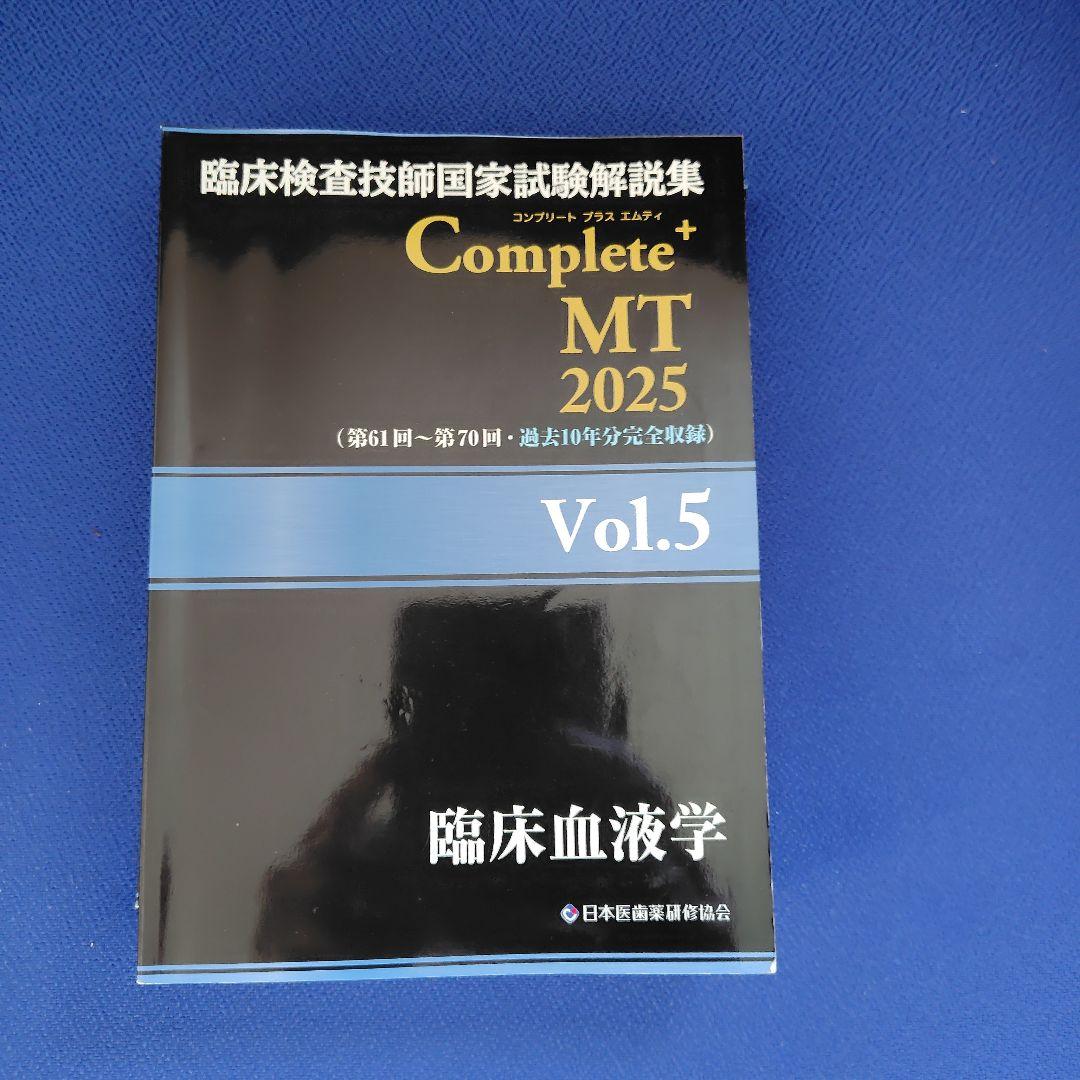 臨床検査技師国家試験解説集
コンプリート プラス エムティ
Complete+
MT
2025
(第61回～第70回・過去10年分完全収録)
Vol.5
臨床血液学
日本医歯薬研修協会